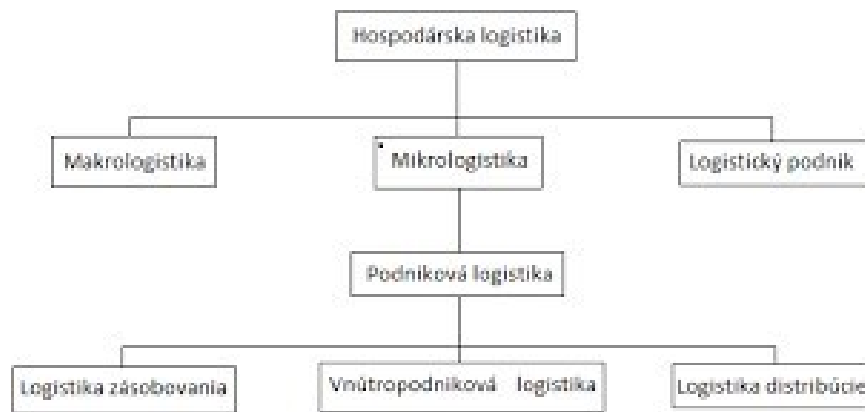 Hospodárska logistika
Makrologistika
Mikrologistika
Logistický podnik
Podniková logistika
Logistika zásobovania
Vnútropodniková logistika
Logistika distribúcie